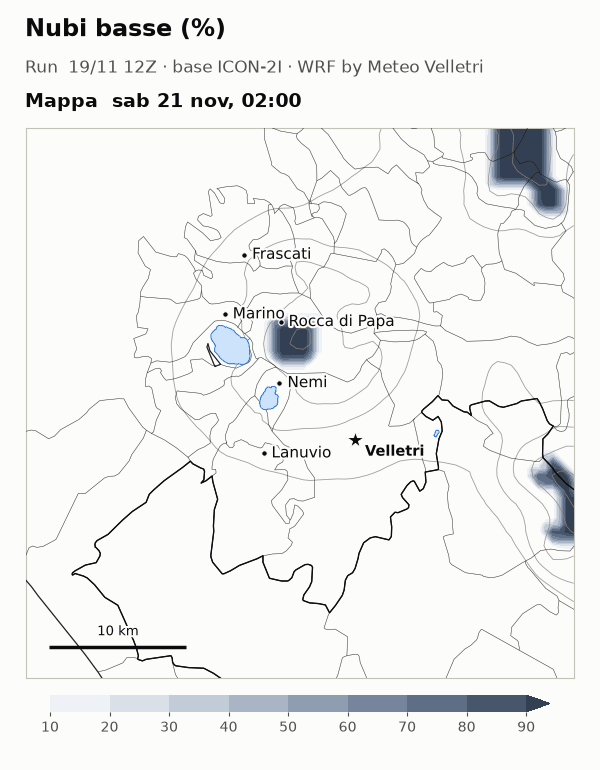 Nubi basse (%)
Run  19/11 12Z · base ICON-2I · WRF by Meteo Velletri
Mappa  sab 21 nov, 02:00
Frascati
Marino
Rocca di Papa
Nemi
Velletri
Lanuvio
10 km
10 20 30 40 50 60 70 80 90